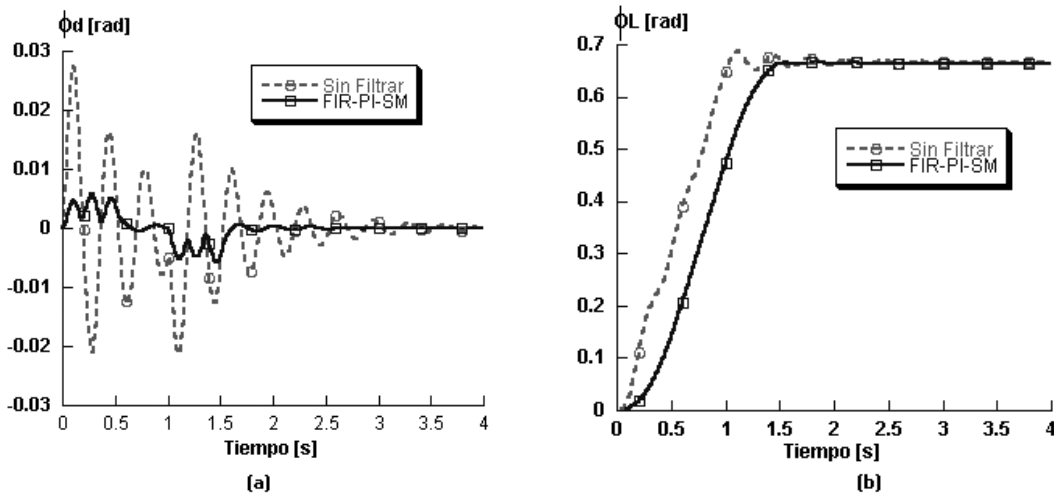 Φd [rad]
0.03
0.02
0.01
0
-0.01
-0.02
-0.03
0 0.5 1 1.5 2 2.5 3 3.5 4
Tiempo [s]
Sin Filtrar
FIR-PI-SM
(a)
ΦL [rad]
0.7
0.6
0.5
0.4
0.3
0.2
0.1
0
0 0.5 1 1.5 2 2.5 3 3.5 4
Tiempo [s]
Sin Filtrar
FIR-PI-SM
(b)